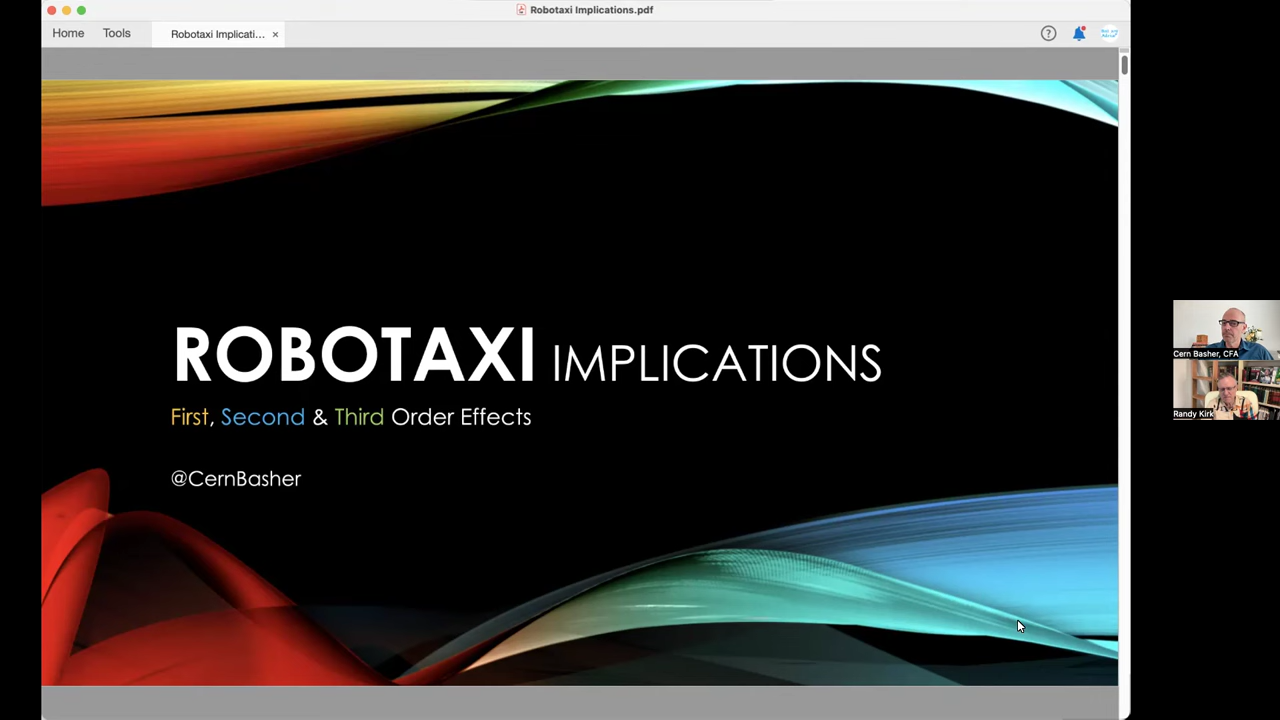 Robotaxi Implications.pdf
Home Tools Robotaxi Implicati... ×
?
ROBOTAXI IMPLICATIONS
First, Second & Third Order Effects
@CernBasher
Cern Basher, CFA
Randy Kirk